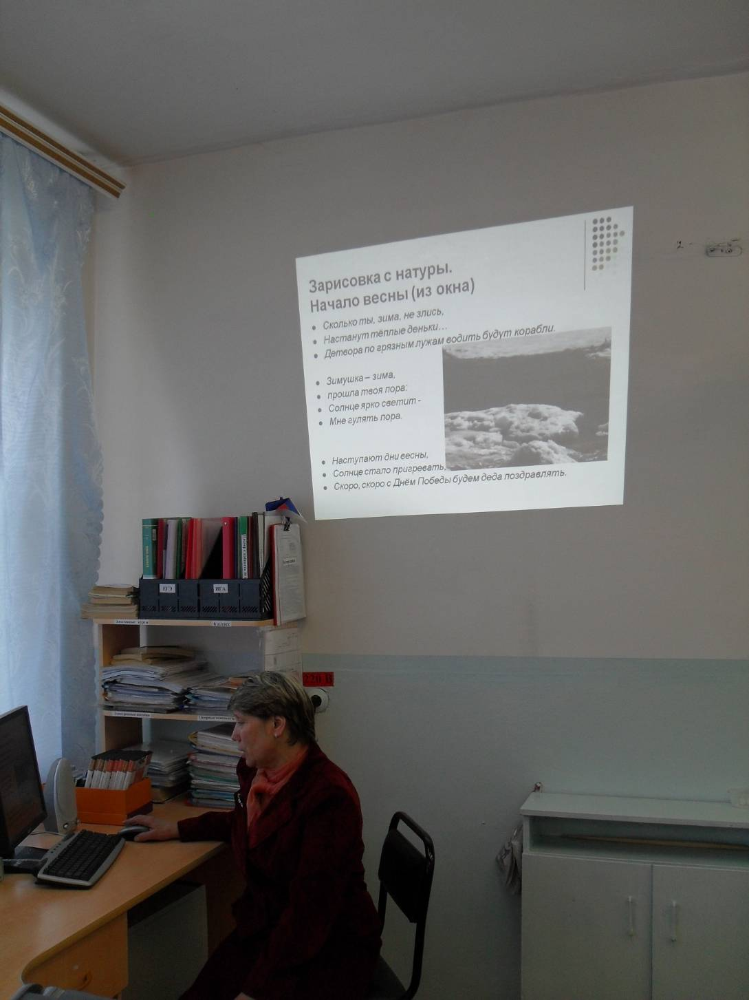 Зарисовка с натуры.
Начало весны (из окна)
Сколько ты, зима, не злись,
Настанут тёплые деньки…
Детвора по грязным лужам водить будут корабли.
Зимушка – зима,
прошла твоя пора:
Солнце ярко светит -
Мне гулять пора.
Наступают дни весны,
Солнце стало пригревать,
Скоро, скоро с Днём Победы будем деда поздравлять.
ЕГЭ
ИГА
6 класс
220 В